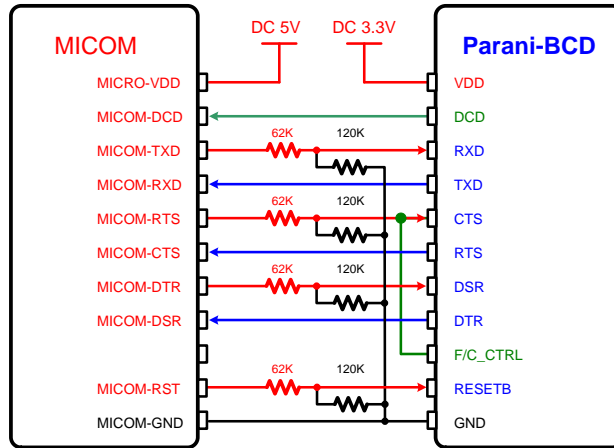 DC 5V DC 3.3V
MICOM Parani-BCD
MICRO-VDD VDD
MICOM-DCD DCD
62K 120K
MICOM-TXD RXD
MICOM-RXD TXD
62K 120K
MICOM-RTS CTS
MICOM-CTS RTS
62K 120K
MICOM-DTR DSR
MICOM-DSR DTR
F/C_CTRL
62K 120K
MICOM-RST RESETB
MICOM-GND GND